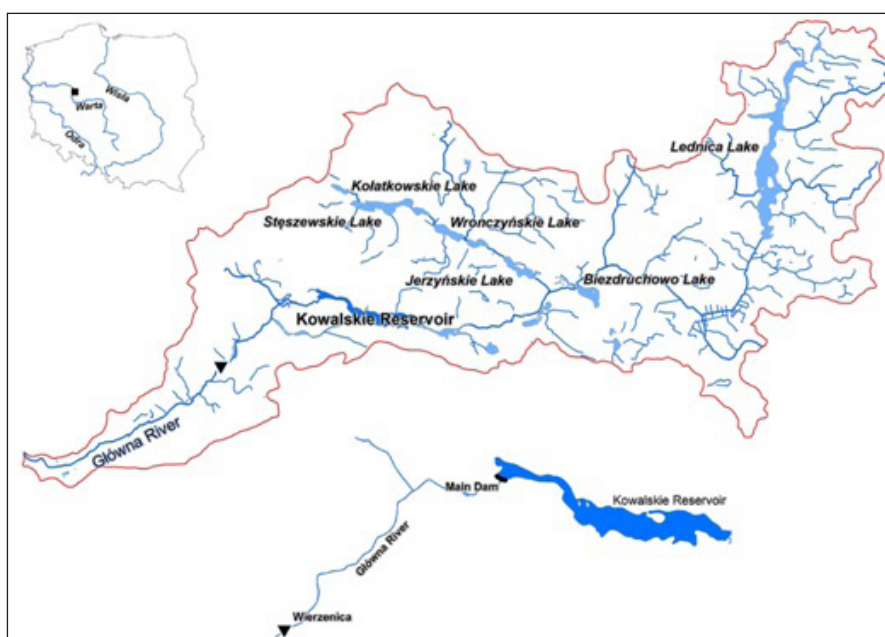 Wisła
Warta
Odra
Lednica Lake
Kołatkowskie Lake
Stęszewskie Lake
Wronczyńskie Lake
Jerzyńskie Lake
Biezdruchowo Lake
Kowalskie Reservoir
Główna River
Main Dam
Kowalskie Reservoir
Główna River
Wierzenica